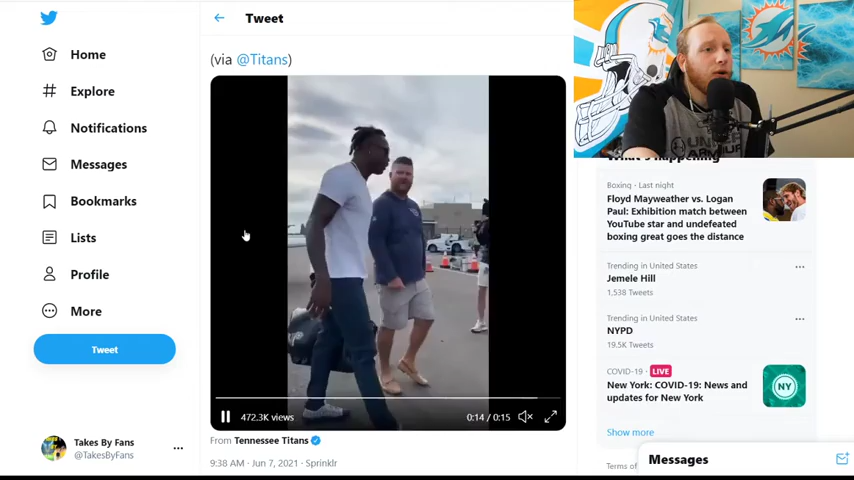 Tweet
(via @Titans)
Home
Explore
Notifications
Messages
Bookmarks
Lists
Profile
More
Tweet
Takes By Fans
@TakesByFans
472.3K views
0:14 / 0:15
From Tennessee Titans
9:38 AM · Jun 7, 2021 · Sprinklr
What's happening
Boxing · Last night
Floyd Mayweather vs. Logan
Paul: Exhibition match between
YouTube star and undefeated
boxing great goes the distance
Trending in United States
Jemele Hill
1,538 Tweets
Trending in United States
NYPD
19.5K Tweets
COVID-19 · LIVE
New York: COVID-19: News and
updates for New York
NY
Show more
Terms of
Messages
UNDER
ARMOUR